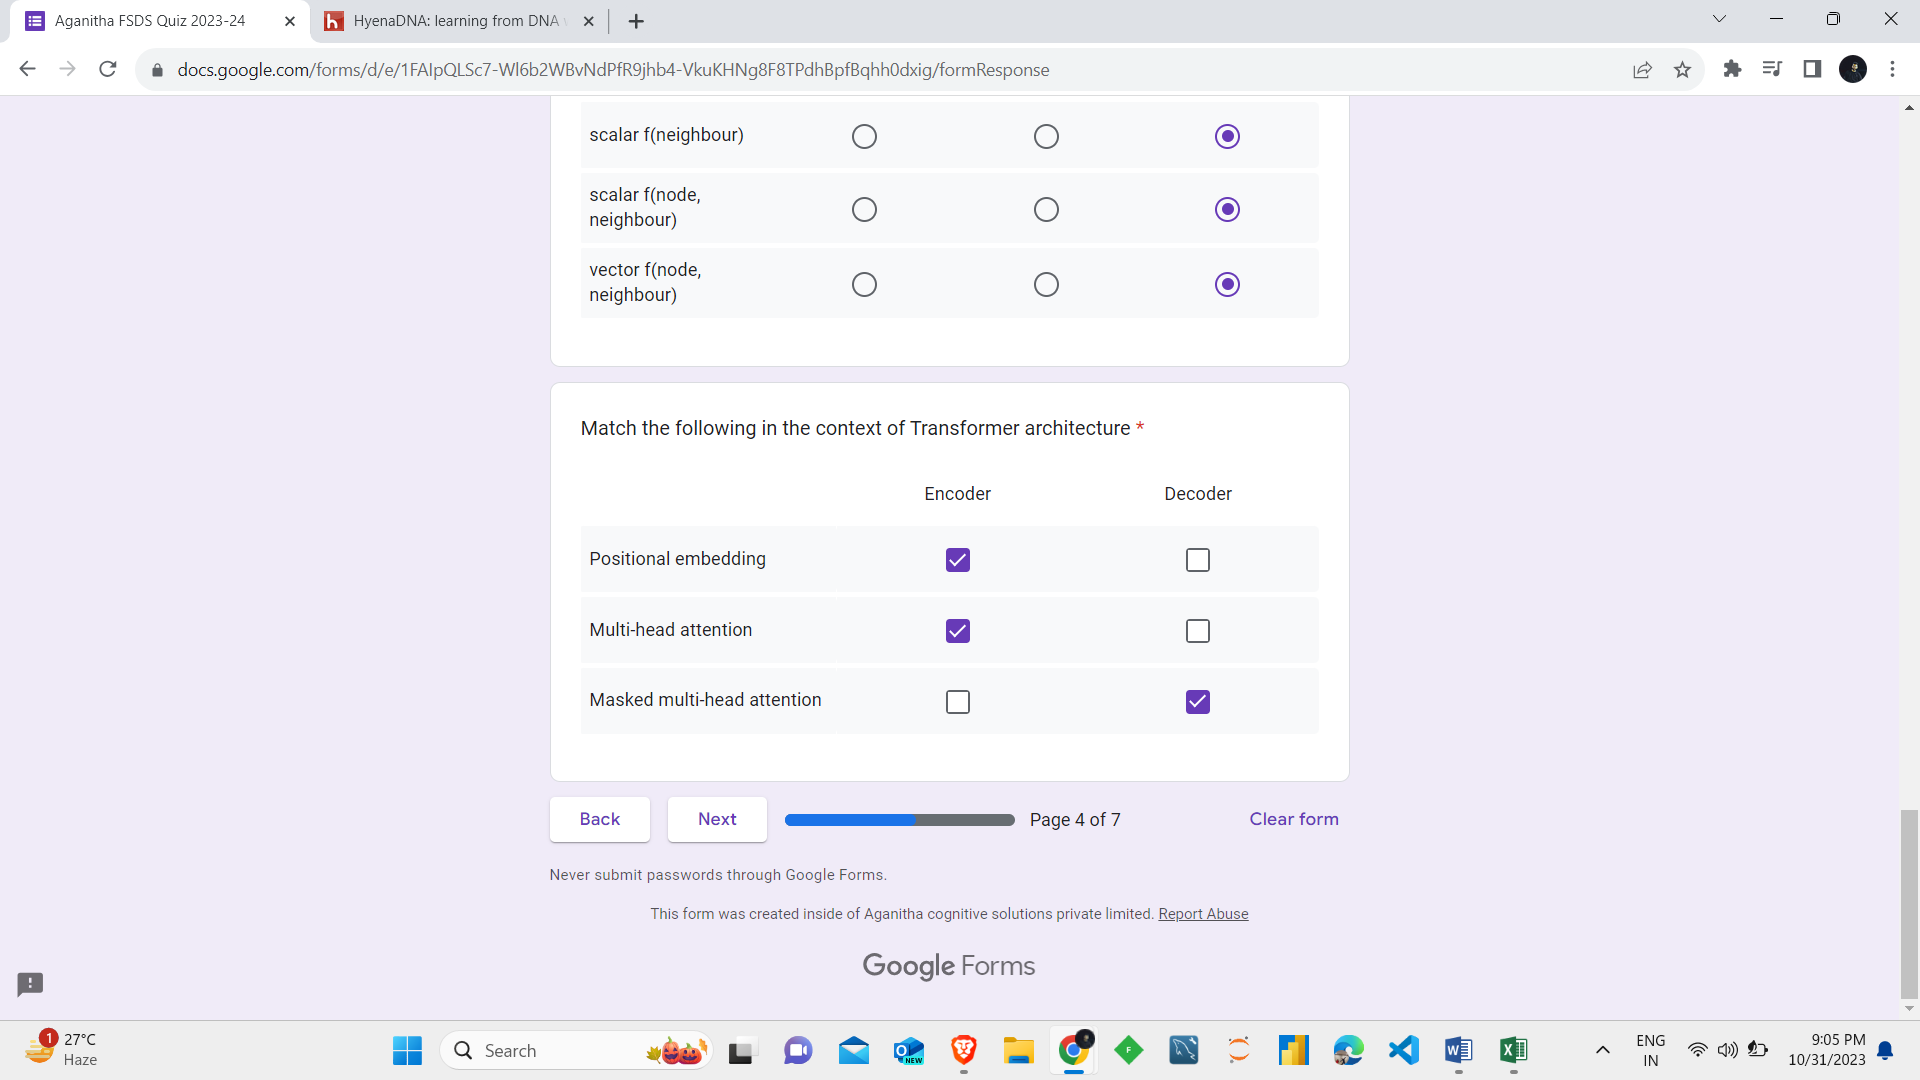 Aganitha FSDS Quiz 2023-24
HyenaDNA: learning from DNA
docs.google.com/forms/d/e/1FAIpQLSc7-Wl6b2WBvNdPfR9jhb4-VkuKHNg8F8TPdhBpfBqhh0dxig/formResponse
scalar f(neighbour)
scalar f(node,
neighbour)
vector f(node,
neighbour)
Match the following in the context of Transformer architecture *
Encoder Decoder
Positional embedding
Multi-head attention
Masked multi-head attention
Back Next Page 4 of 7 Clear form
Never submit passwords through Google Forms.
This form was created inside of Aganitha cognitive solutions private limited. Report Abuse
Google Forms
1 27°C
Haze
Search
NEW
ENG
IN
9:05 PM
10/31/2023